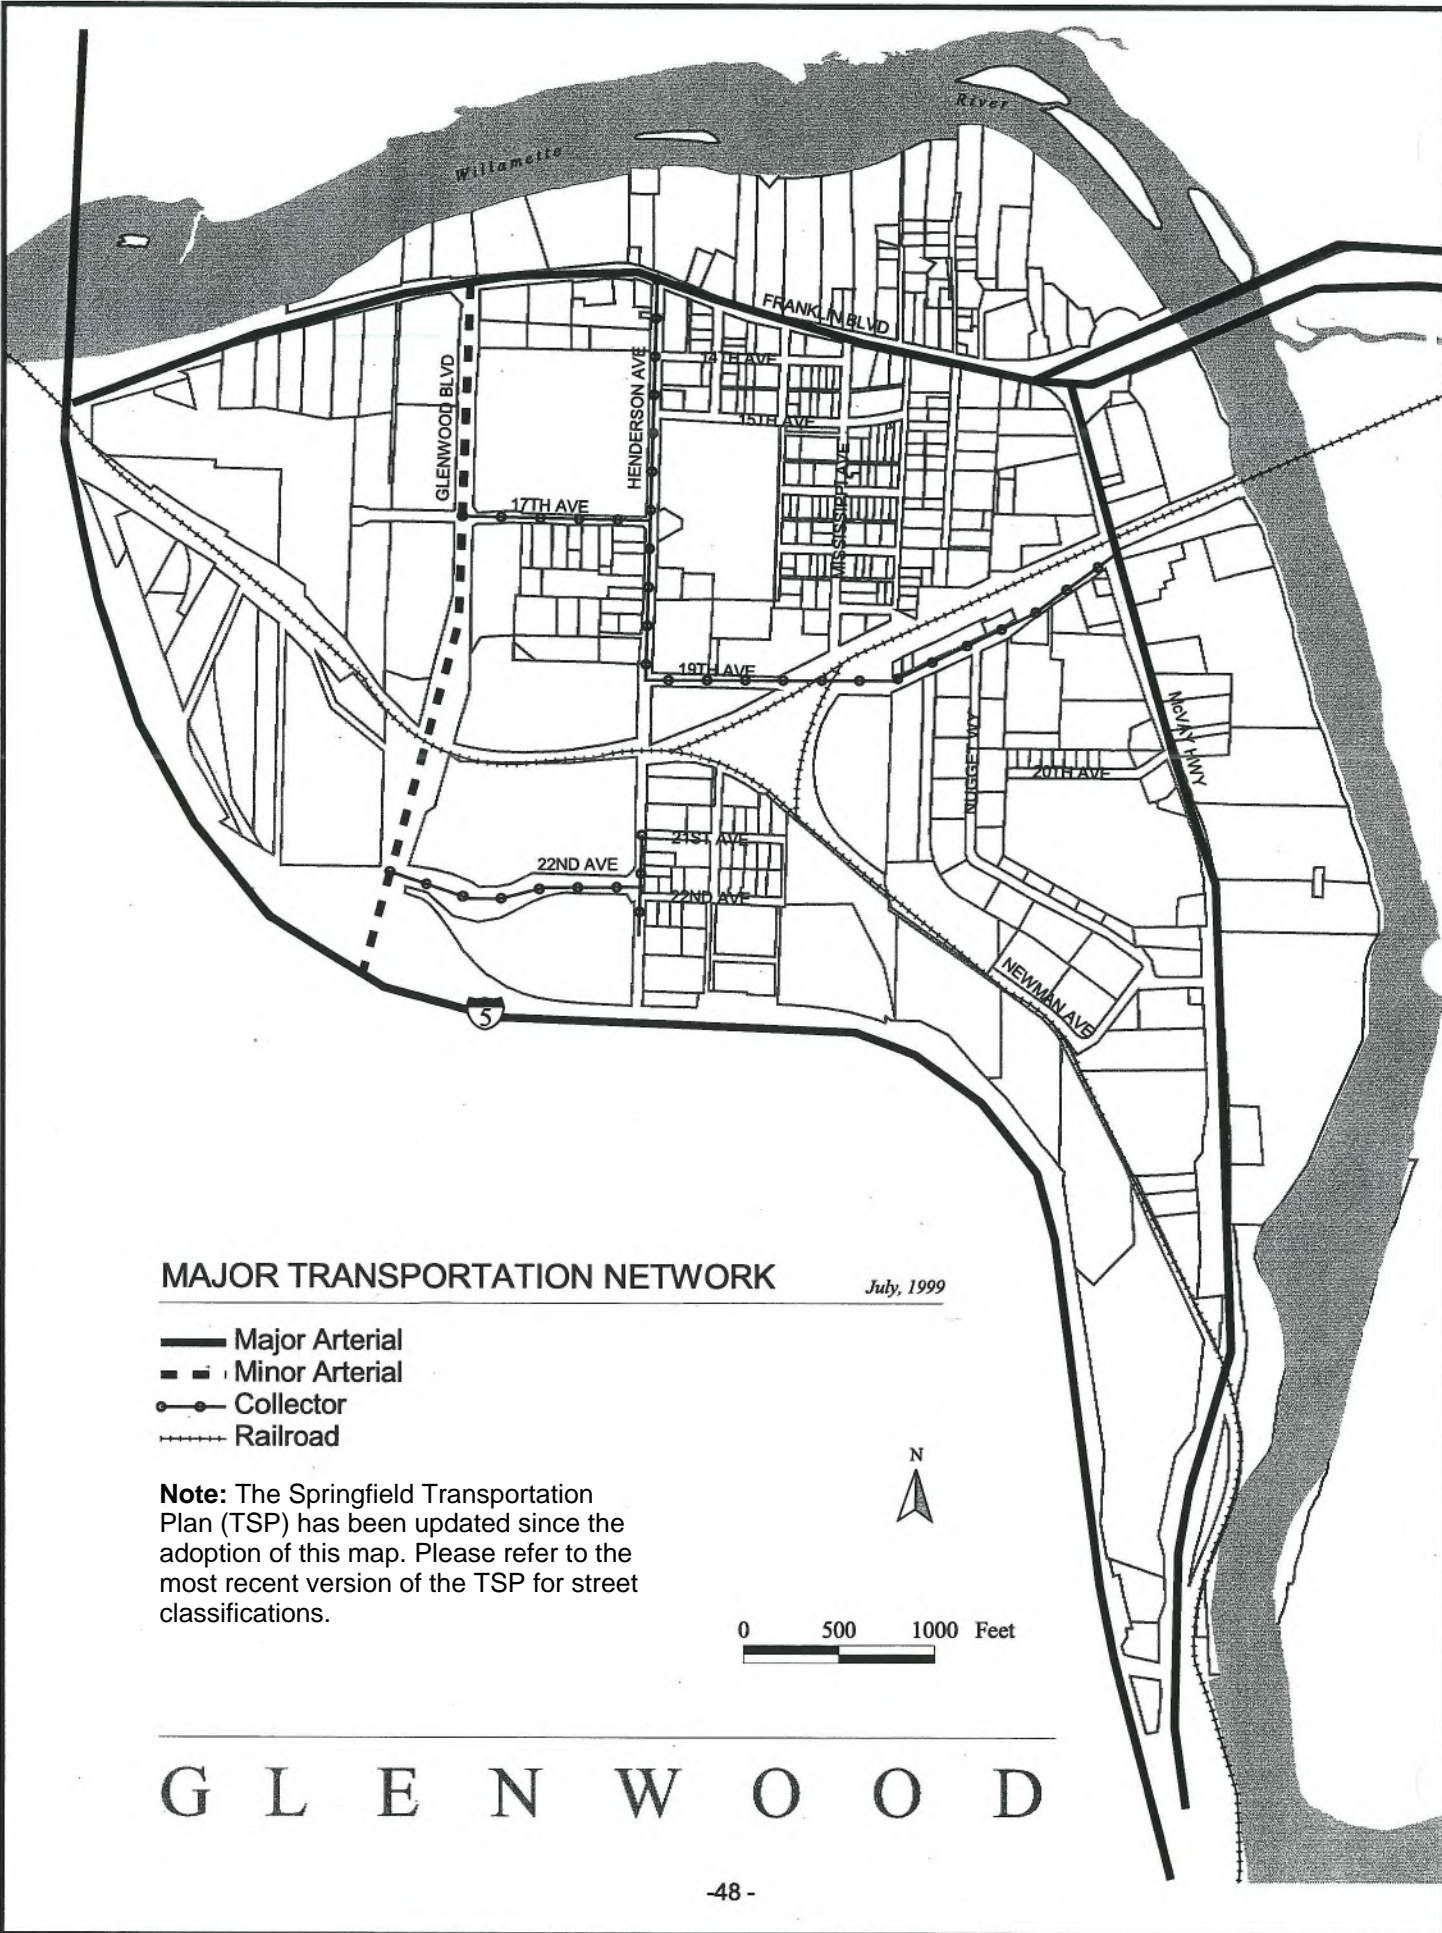 River
Willamette
FRANKLIN BLVD
GLENWOOD BLVD
HENDERSON AVE
14TH AVE
15TH AVE
MISSISSIPPI AVE
17TH AVE
19TH AVE
McVAY HWY
NUGGET WY
20TH AVE
21ST AVE
22ND AVE
22ND AVE
NEWMAN AVE
5
MAJOR TRANSPORTATION NETWORK
July, 1999
Major Arterial
Minor Arterial
Collector
Railroad
N
Note: The Springfield Transportation
Plan (TSP) has been updated since the
adoption of this map. Please refer to the
most recent version of the TSP for street
classifications.
0 500 1000 Feet
GLENWOOD
-48 -